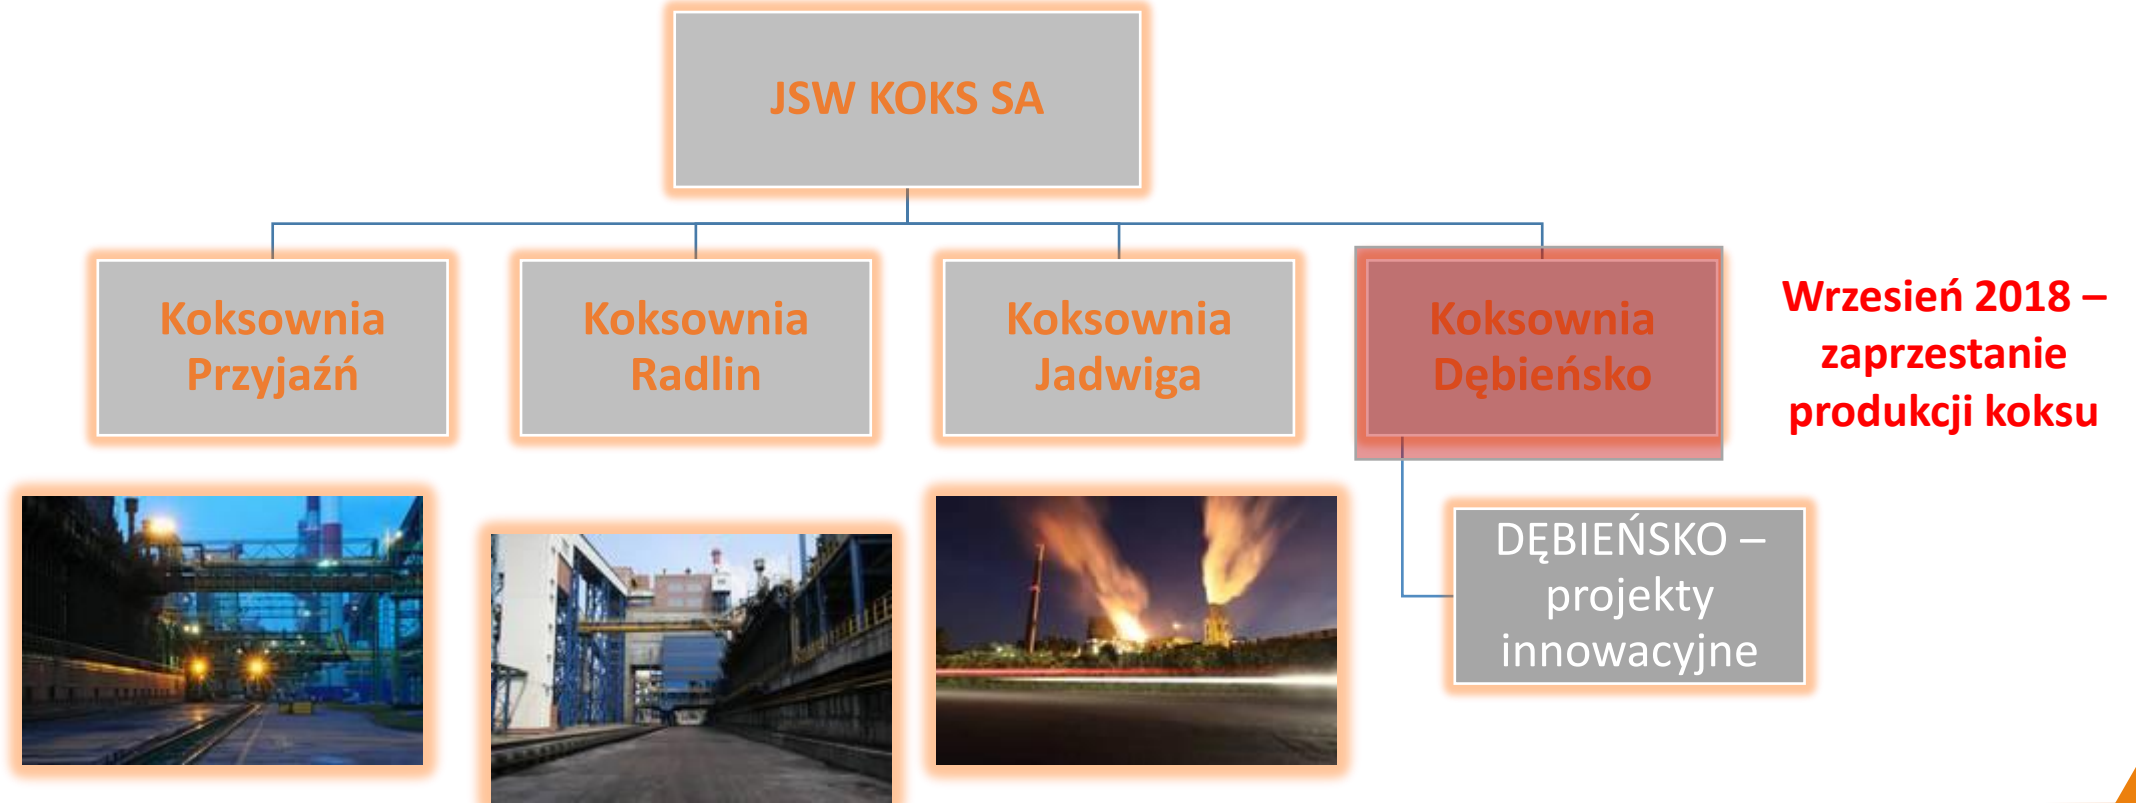 JSW KOKS SA
Koksownia
Przyjaźń
Koksownia
Radlin
Koksownia
Jadwiga
Koksownia
Dębieńsko
Wrzesień 2018 –
zaprzestanie
produkcji koksu
DĘBIEŃSKO –
projekty
innowacyjne